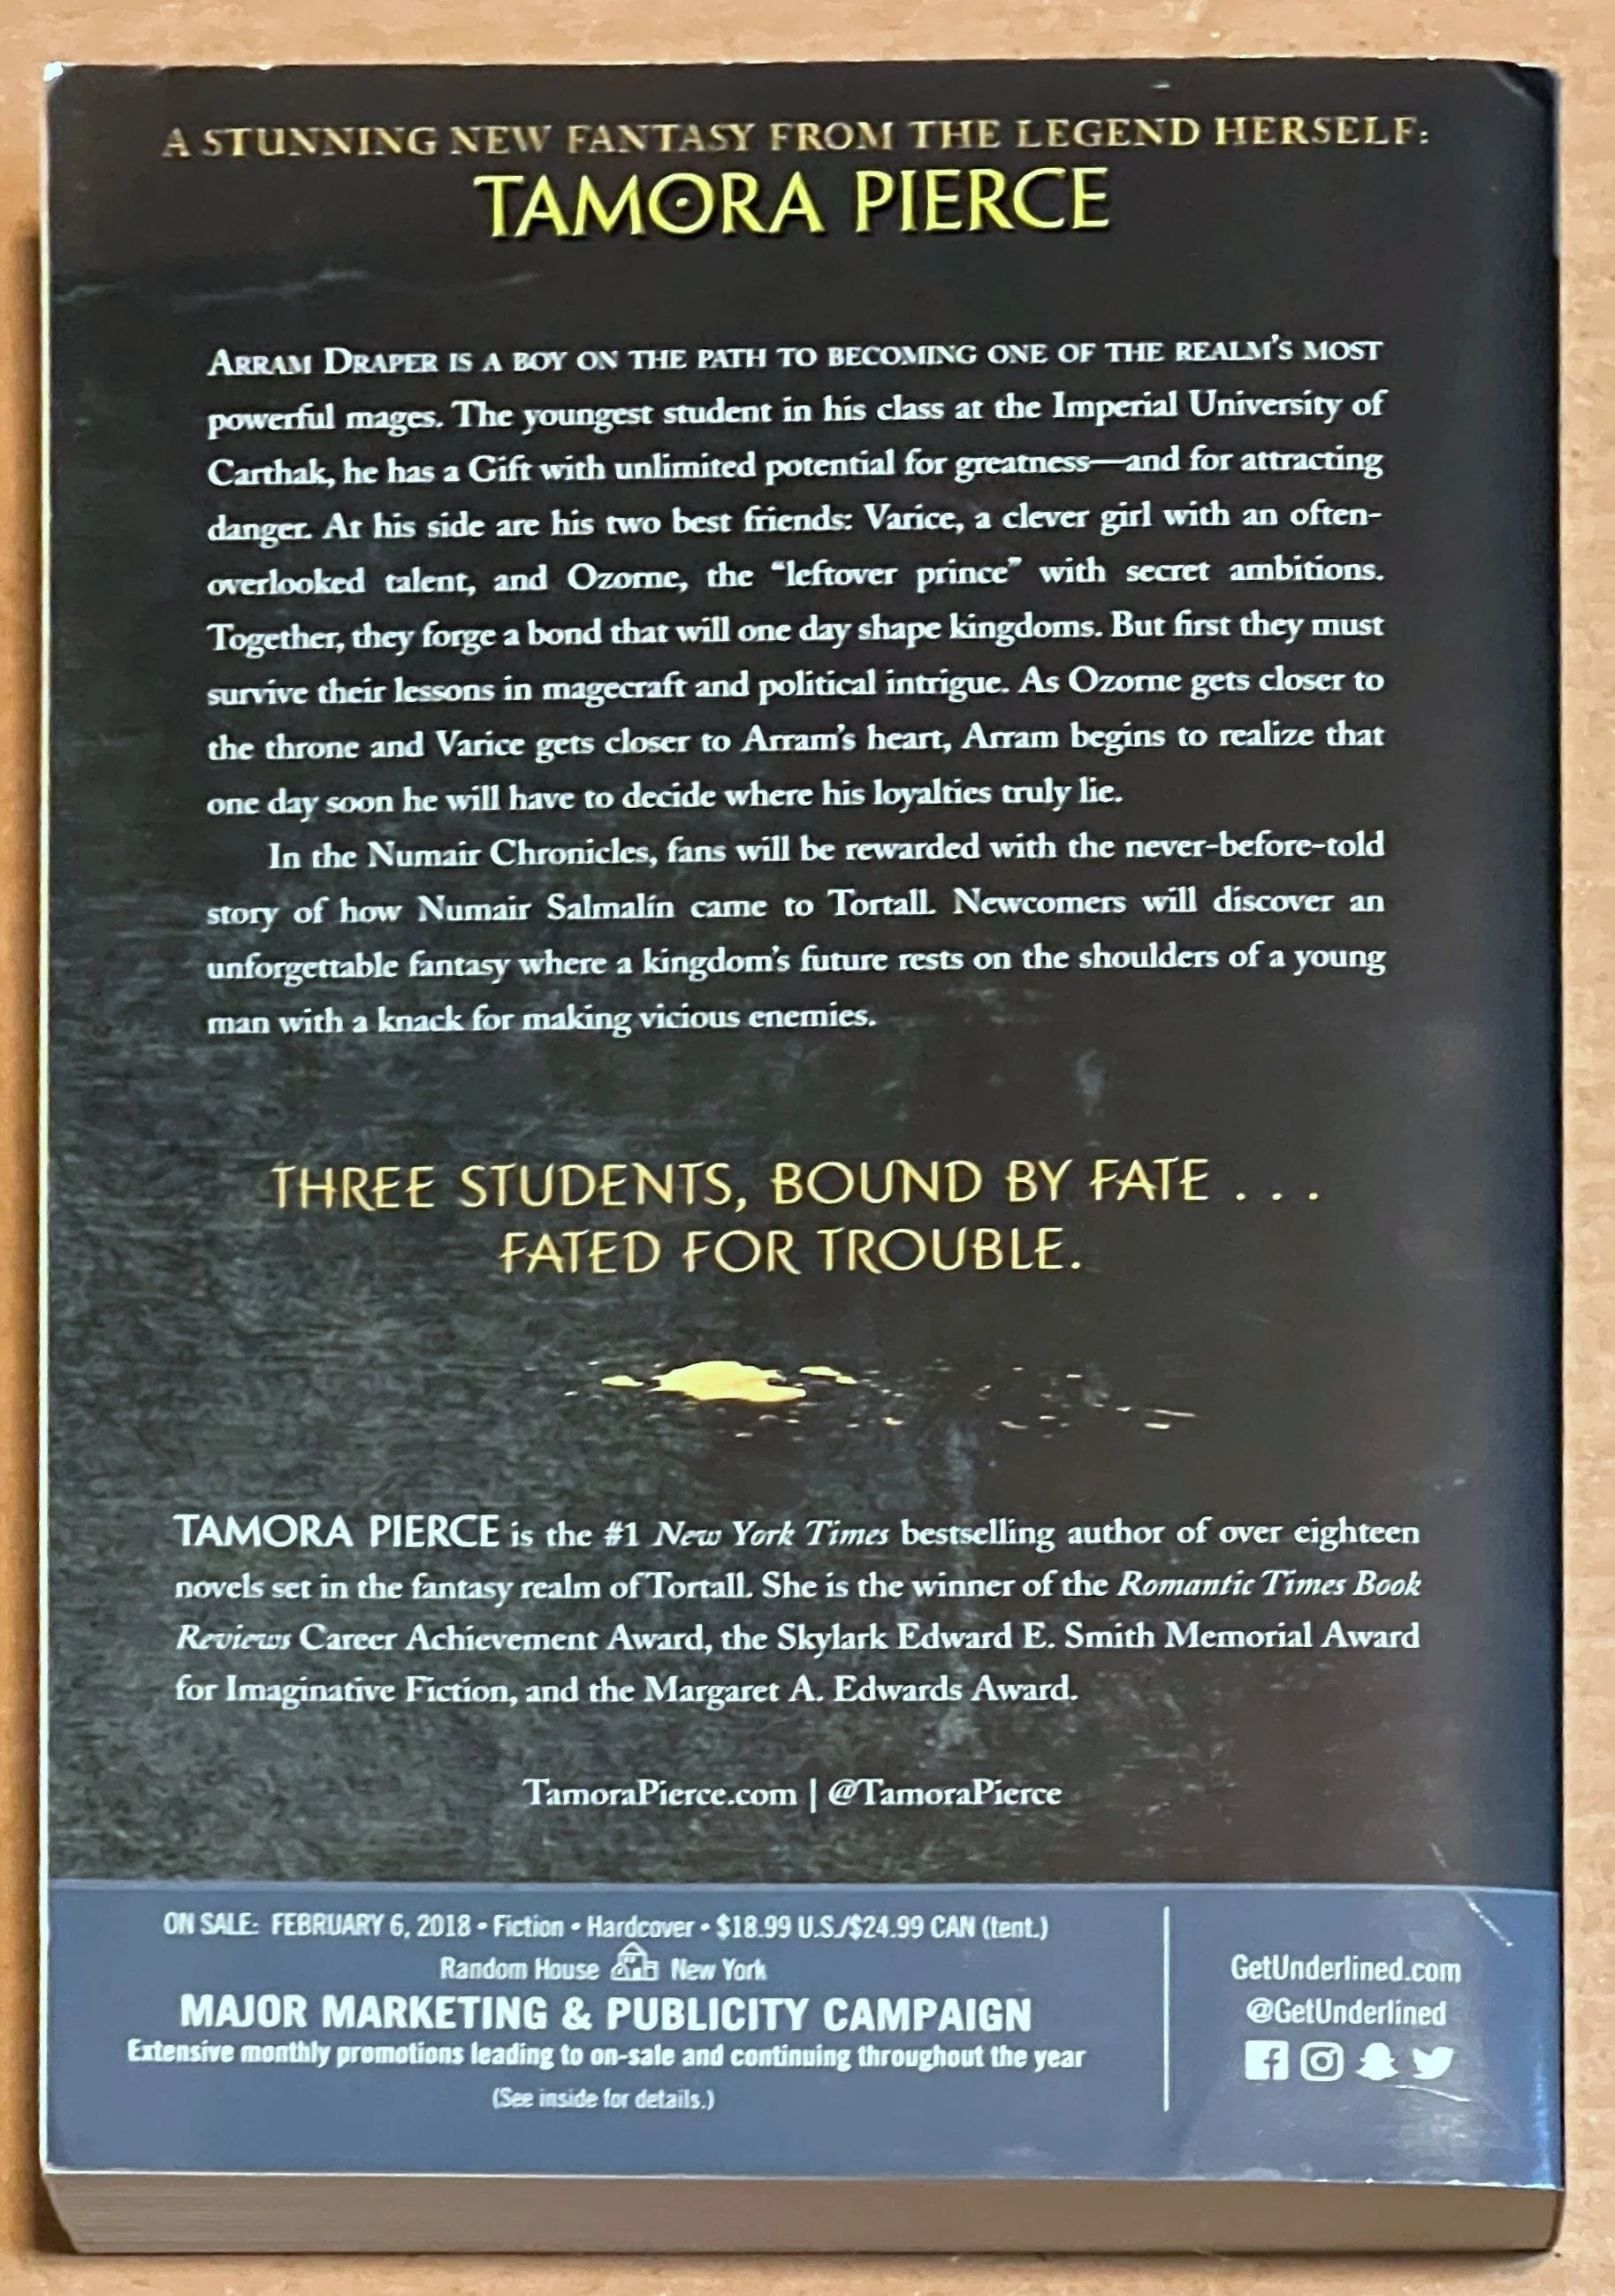 A STUNNING NEW FANTASY FROM THE LEGEND HERSELF:
TAMORA PIERCE
ARRAM DRAPER IS A BOY ON THE PATH TO BECOMING ONE OF THE REALM'S MOST
powerful mages. The youngest student in his class at the Imperial University of
Carthak, he has a Gift with unlimited potential for greatness—and for attracting
danger. At his side are his two best friends: Varice, a clever girl with an often-
overlooked talent, and Ozorne, the “leftover prince” with secret ambitions.
Together, they forge a bond that will one day shape kingdoms. But first they must
survive their lessons in magecraft and political intrigue. As Ozorne gets closer to
the throne and Varice gets closer to Arram's heart, Arram begins to realize that
one day soon he will have to decide where his loyalties truly lie.
In the Numair Chronicles, fans will be rewarded with the never-before-told
story of how Numair Salmalín came to Tortall. Newcomers will discover an
unforgettable fantasy where a kingdom's future rests on the shoulders of a young
man with a knack for making vicious enemies.
THREE STUDENTS, BOUND BY FATE . . .
FATED FOR TROUBLE.
TAMORA PIERCE is the #1 New York Times bestselling author of over eighteen
novels set in the fantasy realm of Tortall. She is the winner of the Romantic Times Book
Reviews Career Achievement Award, the Skylark Edward E. Smith Memorial Award
for Imaginative Fiction, and the Margaret A. Edwards Award.
TamoraPierce.com | @TamoraPierce
ON SALE: FEBRUARY 6, 2018 • Fiction • Hardcover • $18.99 U.S./$24.99 CAN (tent.)
Random House New York
MAJOR MARKETING & PUBLICITY CAMPAIGN
Extensive monthly promotions leading to on-sale and continuing throughout the year
(See inside for details.)
GetUnderlined.com
@GetUnderlined